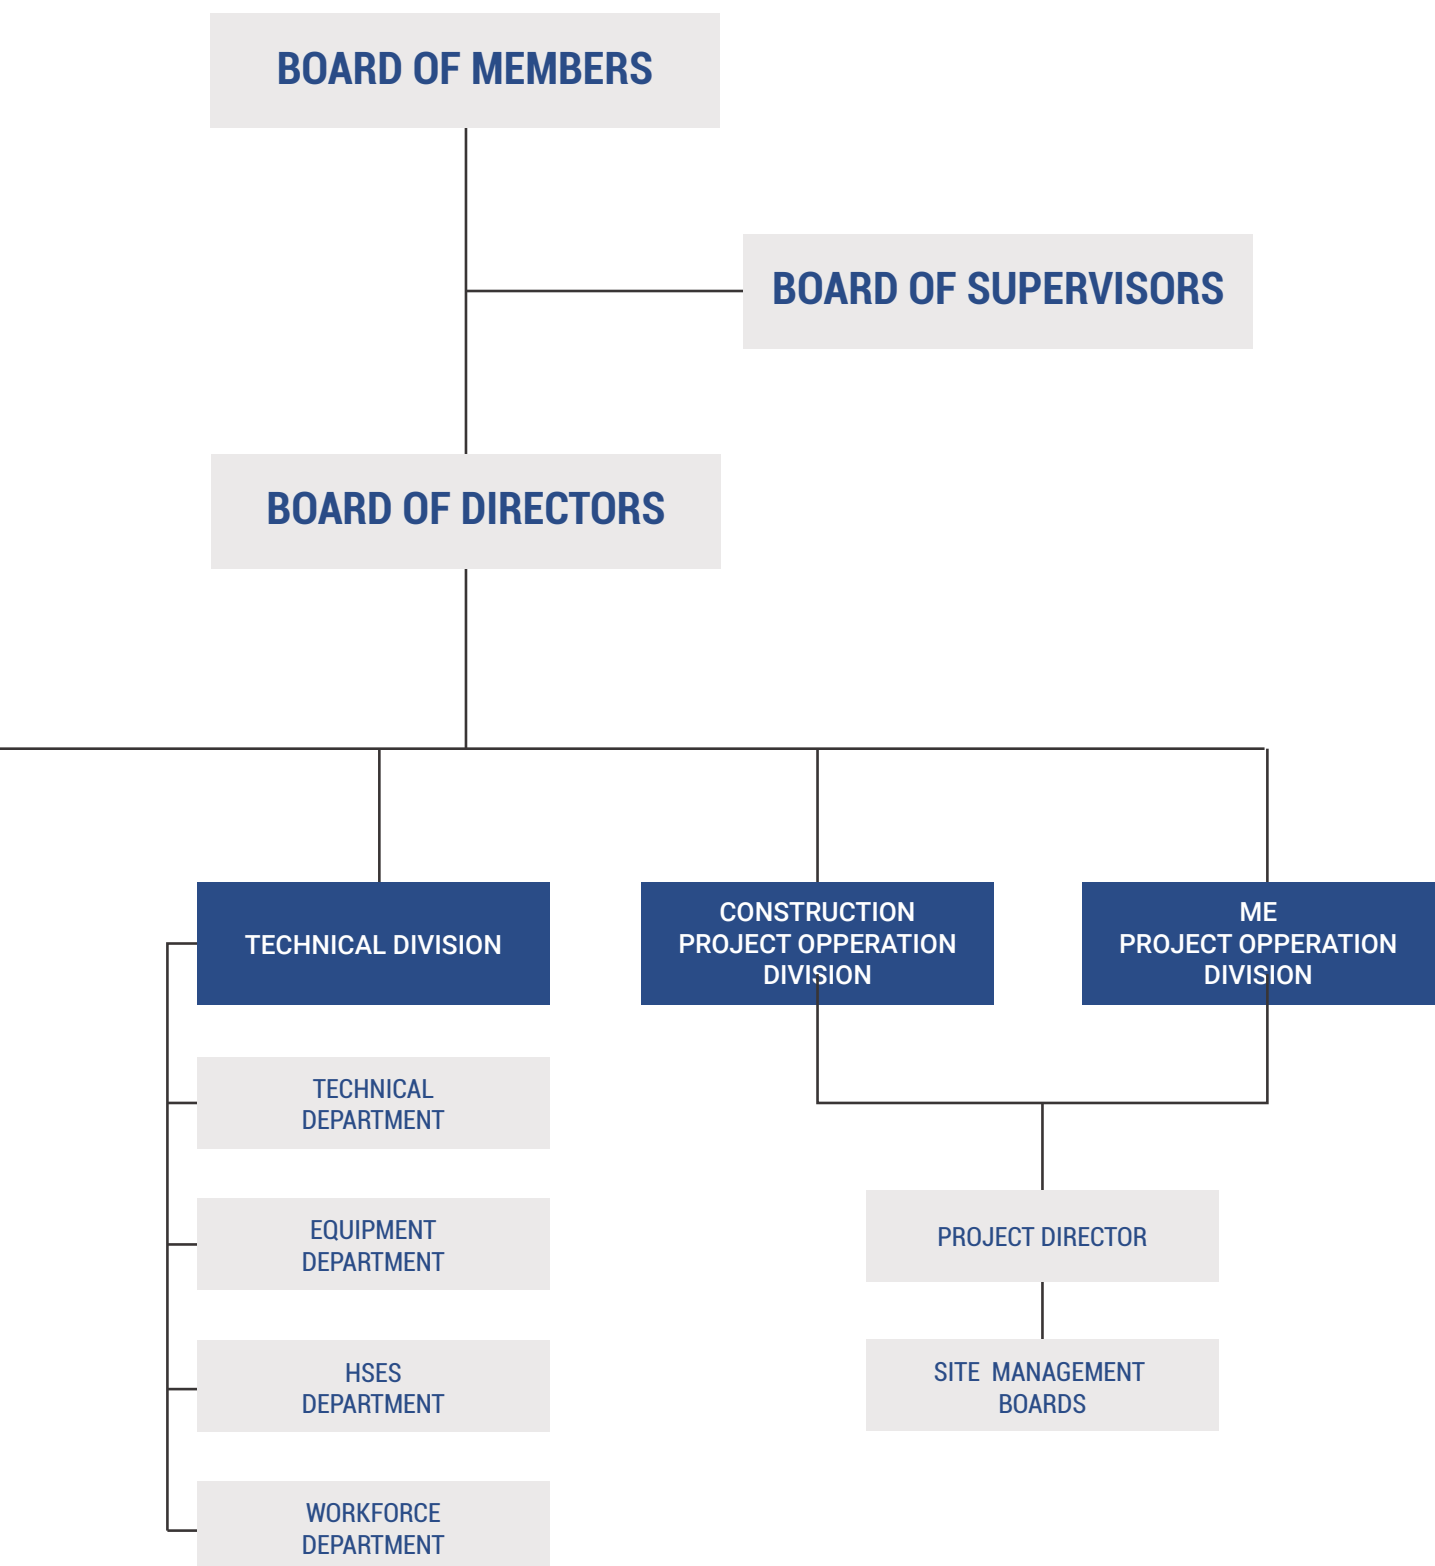 BOARD OF MEMBERS
BOARD OF SUPERVISORS
BOARD OF DIRECTORS
TECHNICAL DIVISION
CONSTRUCTION
PROJECT OPPERATION
DIVISION
ME
PROJECT OPPERATION
DIVISION
TECHNICAL
DEPARTMENT
EQUIPMENT
DEPARTMENT
HSES
DEPARTMENT
WORKFORCE
DEPARTMENT
PROJECT DIRECTOR
SITE MANAGEMENT
BOARDS